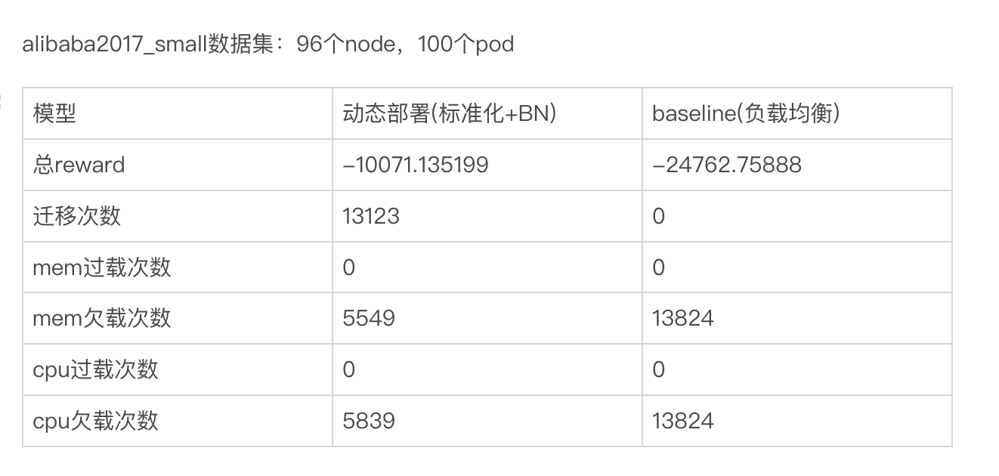 alibaba2017_small数据集：96个node，100个pod
模型 动态部署(标准化+BN) baseline(负载均衡)
总reward -10071.135199 -24762.75888
迁移次数 13123 0
mem过载次数 0 0
mem欠载次数 5549 13824
cpu过载次数 0 0
cpu欠载次数 5839 13824